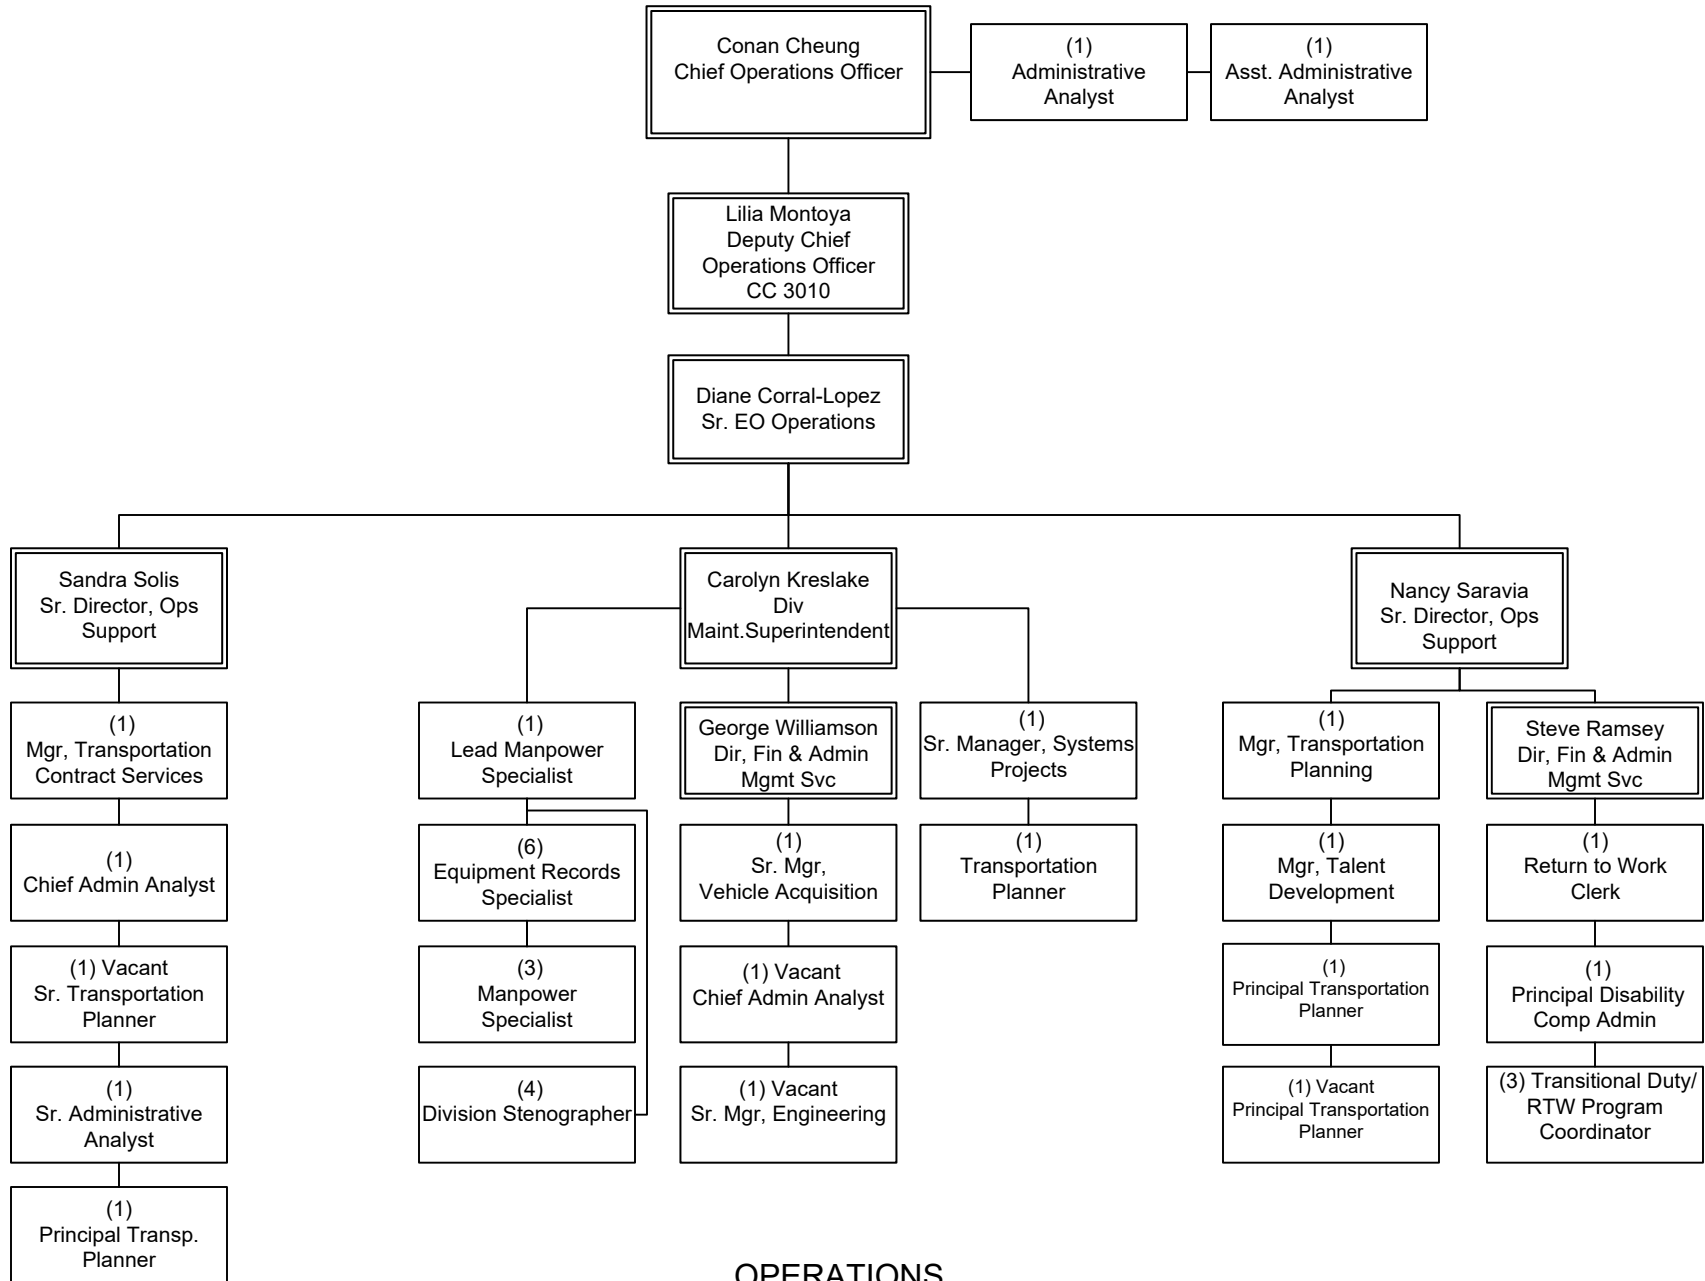 Conan Cheung
Chief Operations Officer
(1)
Administrative
Analyst
(1)
Asst. Administrative
Analyst
Lilia Montoya
Deputy Chief
Operations Officer
CC 3010
Diane Corral-Lopez
Sr. EO Operations
Sandra Solis
Sr. Director, Ops
Support
Carolyn Kreslake
Div
Maint.Superintendent
Nancy Saravia
Sr. Director, Ops
Support
(1)
Mgr, Transportation
Contract Services
(1)
Chief Admin Analyst
(1) Vacant
Sr. Transportation
Planner
(1)
Sr. Administrative
Analyst
(1)
Principal Transp.
Planner
(1)
Lead Manpower
Specialist
(6)
Equipment Records
Specialist
(3)
Manpower
Specialist
(4)
Division Stenographer
George Williamson
Dir, Fin & Admin
Mgmt Svc
(1)
Sr. Mgr,
Vehicle Acquisition
(1) Vacant
Chief Admin Analyst
(1) Vacant
Sr. Mgr, Engineering
(1)
Sr. Manager, Systems
Projects
(1)
Transportation
Planner
(1)
Mgr, Transportation
Planning
(1)
Mgr, Talent
Development
(1)
Principal Transportation
Planner
(1) Vacant
Principal Transportation
Planner
Steve Ramsey
Dir, Fin & Admin
Mgmt Svc
(1)
Return to Work
Clerk
(1)
Principal Disability
Comp Admin
(3) Transitional Duty/
RTW Program
Coordinator
OPERATIONS